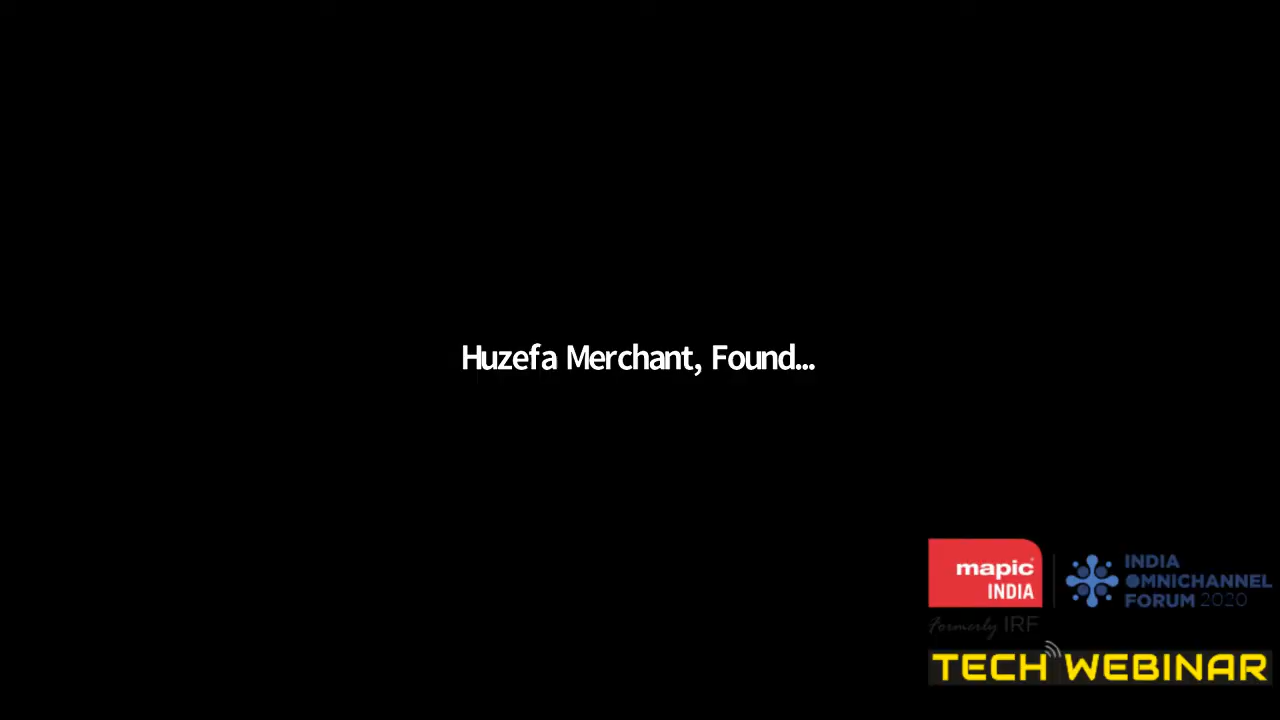 Huzefa Merchant, Found...
mapic
INDIA
Formerly IRF
INDIA
OMNICHANNEL
FORUM 2020
TECH WEBINAR